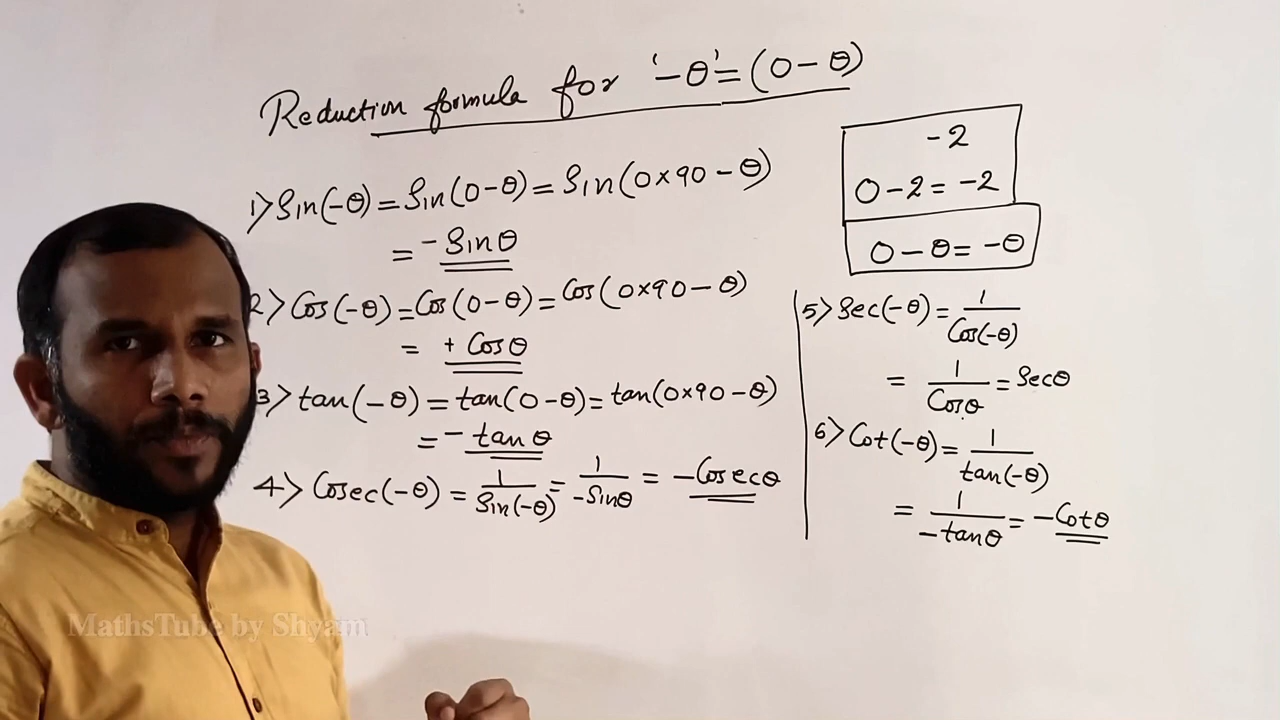 Reduction formula for '-θ' = (0-θ)
-2
0-2 = -2
0-θ = -θ
1) Sin(-θ) = Sin(0-θ) = Sin(0×90-θ)
= -Sinθ
2) Cos(-θ) = Cos(0-θ) = Cos(0×90-θ)
= + Cosθ
3) tan(-θ) = tan(0-θ) = tan(0×90-θ)
= - tanθ
4) Cosec(-θ) = 1/Sin(-θ) = 1/-Sinθ = -Cosecθ
5) Sec(-θ) = 1/Cos(-θ)
= 1/Cosθ = Secθ
6) Cot(-θ) = 1/tan(-θ)
= 1/-tanθ = -Cotθ
MathsTube by Shyam